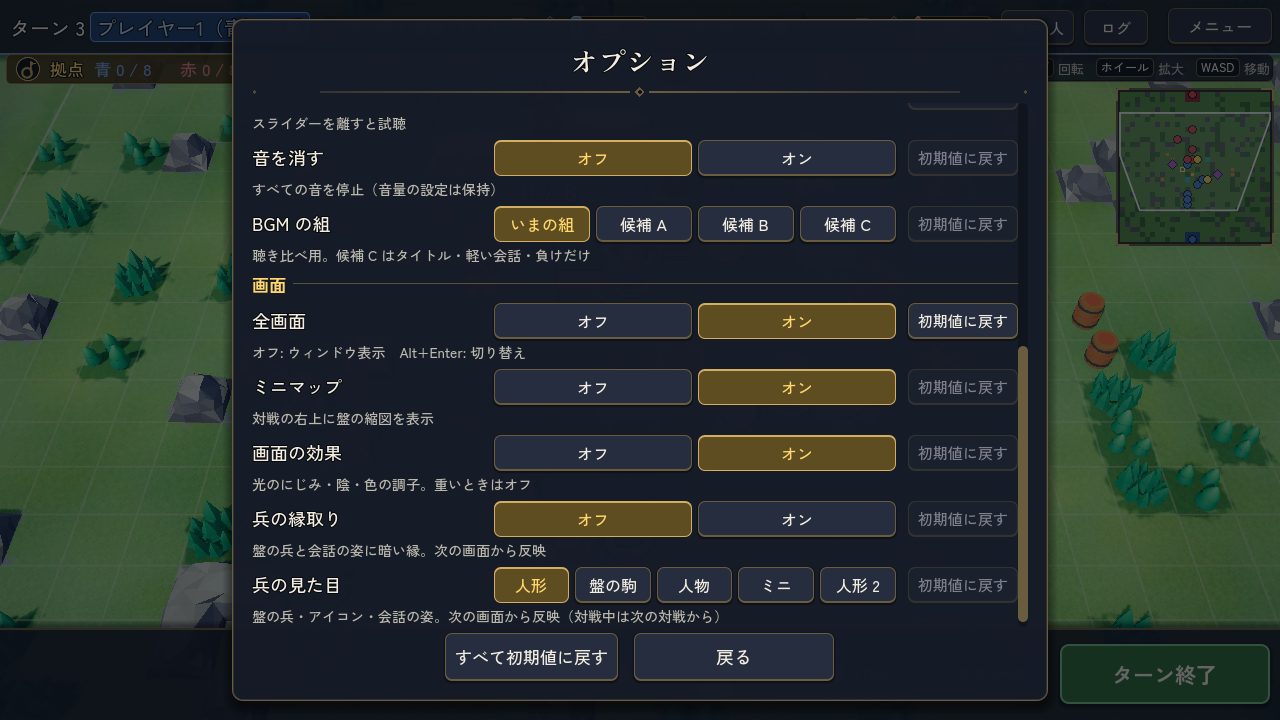 ターン 3 プレイヤー1（青
人 ログ メニュー
拠点 青 0 / 8 赤 0 / 8
回転 ホイール 拡大 WASD 移動
オプション
スライダーを離すと試聴
音を消す オフ オン 初期値に戻す
すべての音を停止（音量の設定は保持）
BGM の組 いまの組 候補 A 候補 B 候補 C 初期値に戻す
聴き比べ用。候補 C はタイトル・軽い会話・負けだけ
画面
全画面 オフ オン 初期値に戻す
オフ: ウィンドウ表示　Alt+Enter: 切り替え
ミニマップ オフ オン 初期値に戻す
対戦の右上に盤の縮図を表示
画面の効果 オフ オン 初期値に戻す
光のにじみ・陰・色の調子。重いときはオフ
兵の縁取り オフ オン 初期値に戻す
盤の兵と会話の姿に暗い縁。次の画面から反映
兵の見た目 人形 盤の駒 人物 ミニ 人形 2 初期値に戻す
盤の兵・アイコン・会話の姿。次の画面から反映（対戦中は次の対戦から）
すべて初期値に戻す 戻る
ターン終了